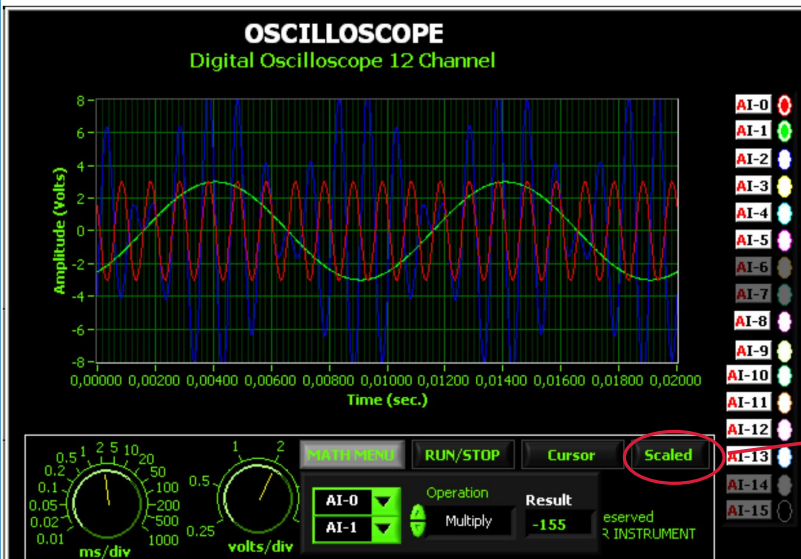 OSCILLOSCOPE
Digital Oscilloscope 12 Channel
8
6
4
2
0
-2
-4
-6
-8
Amplitude (Volts)
0,00000 0,00200 0,00400 0,00600 0,00800 0,01000 0,01200 0,01400 0,01600 0,01800 0,02000
Time (sec.)
AI-0
AI-1
AI-2
AI-3
AI-4
AI-5
AI-6
AI-7
AI-8
AI-9
AI-10
AI-11
AI-12
AI-13
AI-14
AI-15
0.01
0.02
0.05
0.1
0.2
0.5
1
2
5
10
20
50
100
200
500
1000
ms/div
0.25
0.5
1
2
volts/div
MATH MENU RUN/STOP Cursor Scaled
AI-0
AI-1
Operation
Multiply
Result
-155
eserved
R INSTRUMENT